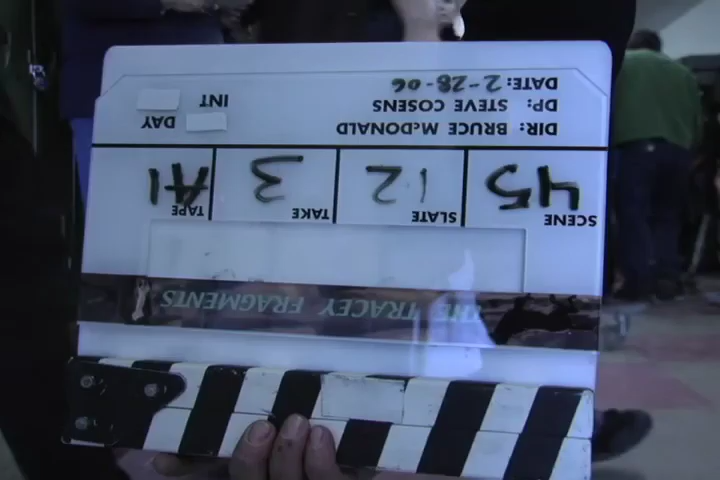 THE TRACEY FRAGMENTS
SCENE SLATE TAKE TAPE
45 12 3 A1
DIR: BRUCE McDONALD DAY
DP: STEVE COSENS INT
DATE: 2-28-06